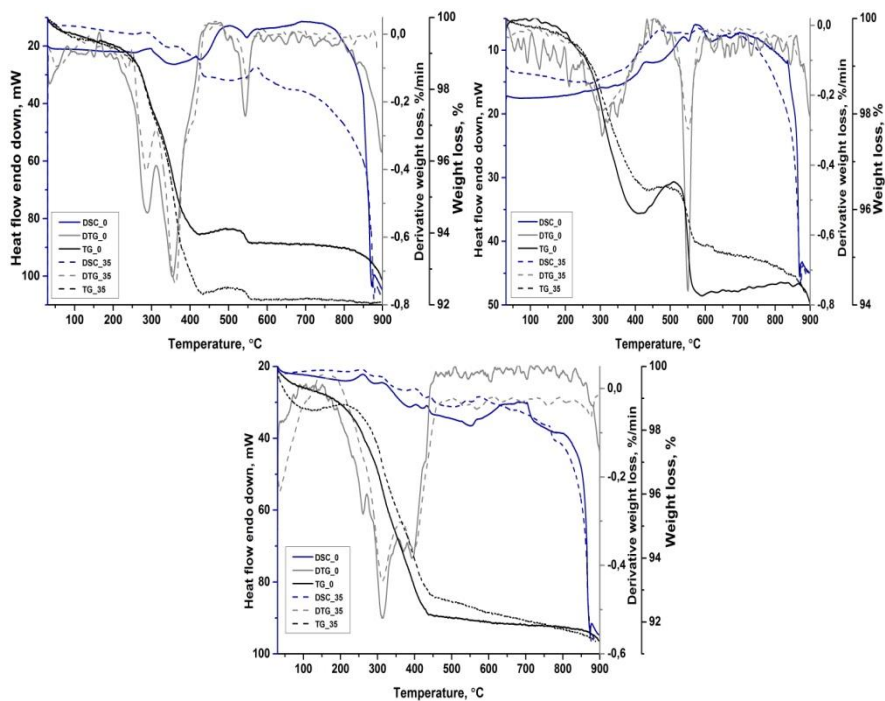 Heat flow endo down, mW
20
40
60
80
100
DSC_0
DTG_0
TG_0
DSC_35
DTG_35
TG_35
100 200 300 400 500 600 700 800 900
Temperature, °C
0,0
-0,2
-0,4
-0,6
-0,8
Derivative weight loss, %/min
100
98
96
94
92
Weight loss, %
Heat flow endo down, mW
5
10
20
30
40
50
DSC_0
DTG_0
TG_0
DSC_35
DTG_35
TG_35
100 200 300 400 500 600 700 800 900
Temperature, °C
0,0
-0,2
-0,4
-0,6
-0,8
Derivative weight loss, %/min
100
98
96
94
Weight loss, %
Heat flow endo down, mW
20
40
60
80
100
DSC_0
DTG_0
TG_0
DSC_35
DTG_35
TG_35
100 200 300 400 500 600 700 800 900
Temperature, °C
0,0
-0,2
-0,4
-0,6
Derivative weight loss, %/min
100
98
96
94
92
Weight loss, %